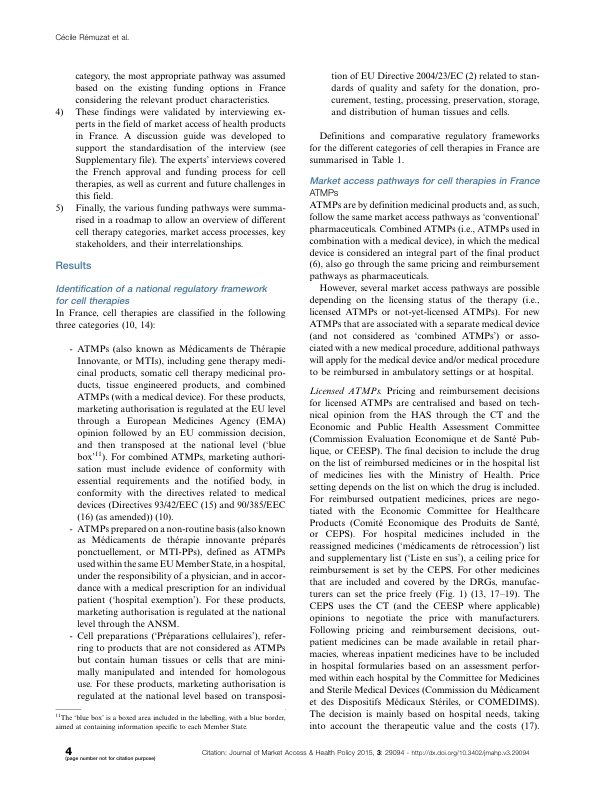 Cécile Rémuzat et al.
category, the most appropriate pathway was assumed
based on the existing funding options in France
considering the relevant product characteristics.
4) These findings were validated by interviewing ex-
perts in the field of market access of health products
in France. A discussion guide was developed to
support the standardisation of the interview (see
Supplementary file). The experts' interviews covered
the French approval and funding process for cell
therapies, as well as current and future challenges in
this field.
5) Finally, the various funding pathways were summa-
rised in a roadmap to allow an overview of different
cell therapy categories, market access processes, key
stakeholders, and their interrelationships.
Results
Identification of a national regulatory framework
for cell therapies
In France, cell therapies are classified in the following
three categories (10, 14):
- ATMPs (also known as Médicaments de Thérapie
Innovante, or MTIs), including gene therapy medi-
cinal products, somatic cell therapy medicinal pro-
ducts, tissue engineered products, and combined
ATMPs (with a medical device). For these products,
marketing authorisation is regulated at the EU level
through a European Medicines Agency (EMA)
opinion followed by an EU commission decision,
and then transposed at the national level ('blue
box'11). For combined ATMPs, marketing authori-
sation must include evidence of conformity with
essential requirements and the notified body, in
conformity with the directives related to medical
devices (Directives 93/42/EEC (15) and 90/385/EEC
(16) (as amended)) (10).
- ATMPs prepared on a non-routine basis (also known
as Médicaments de thérapie innovante préparés
ponctuellement, or MTI-PPs), defined as ATMPs
used within the same EU Member State, in a hospital,
under the responsibility of a physician, and in accor-
dance with a medical prescription for an individual
patient ('hospital exemption'). For these products,
marketing authorisation is regulated at the national
level through the ANSM.
- Cell preparations ('Préparations cellulaires'), refer-
ring to products that are not considered as ATMPs
but contain human tissues or cells that are mini-
mally manipulated and intended for homologous
use. For these products, marketing authorisation is
regulated at the national level based on transposi-
11The 'blue box' is a boxed area included in the labelling, with a blue border,
aimed at containing information specific to each Member State.
tion of EU Directive 2004/23/EC (2) related to stan-
dards of quality and safety for the donation, pro-
curement, testing, processing, preservation, storage,
and distribution of human tissues and cells.
Definitions and comparative regulatory frameworks
for the different categories of cell therapies in France are
summarised in Table 1.
Market access pathways for cell therapies in France
ATMPs
ATMPs are by definition medicinal products and, as such,
follow the same market access pathways as 'conventional'
pharmaceuticals. Combined ATMPs (i.e., ATMPs used in
combination with a medical device), in which the medical
device is considered an integral part of the final product
(6), also go through the same pricing and reimbursement
pathways as pharmaceuticals.
However, several market access pathways are possible
depending on the licensing status of the therapy (i.e.,
licensed ATMPs or not-yet-licensed ATMPs). For new
ATMPs that are associated with a separate medical device
(and not considered as 'combined ATMPs') or asso-
ciated with a new medical procedure, additional pathways
will apply for the medical device and/or medical procedure
to be reimbursed in ambulatory settings or at hospital.
Licensed ATMPs. Pricing and reimbursement decisions
for licensed ATMPs are centralised and based on tech-
nical opinion from the HAS through the CT and the
Economic and Public Health Assessment Committee
(Commission Evaluation Economique et de Santé Pub-
lique, or CEESP). The final decision to include the drug
on the list of reimbursed medicines or in the hospital list
of medicines lies with the Ministry of Health. Price
setting depends on the list on which the drug is included.
For reimbursed outpatient medicines, prices are nego-
tiated with the Economic Committee for Healthcare
Products (Comité Economique des Produits de Santé,
or CEPS). For hospital medicines included in the
reassigned medicines ('médicaments de rétrocession') list
and supplementary list ('Liste en sus'), a ceiling price for
reimbursement is set by the CEPS. For other medicines
that are included and covered by the DRGs, manufac-
turers can set the price freely (Fig. 1) (13, 17–19). The
CEPS uses the CT (and the CEESP where applicable)
opinions to negotiate the price with manufacturers.
Following pricing and reimbursement decisions, out-
patient medicines can be made available in retail phar-
macies, whereas inpatient medicines have to be included
in hospital formularies based on an assessment perfor-
med within each hospital by the Committee for Medicines
and Sterile Medical Devices (Commission du Médicament
et des Dispositifs Médicaux Stériles, or COMEDIMS).
The decision is mainly based on hospital needs, taking
into account the therapeutic value and the costs (17).
4
(page number not for citation purpose)
Citation: Journal of Market Access & Health Policy 2015, 3: 29094 - http://dx.doi.org/10.3402/jmahp.v3.29094